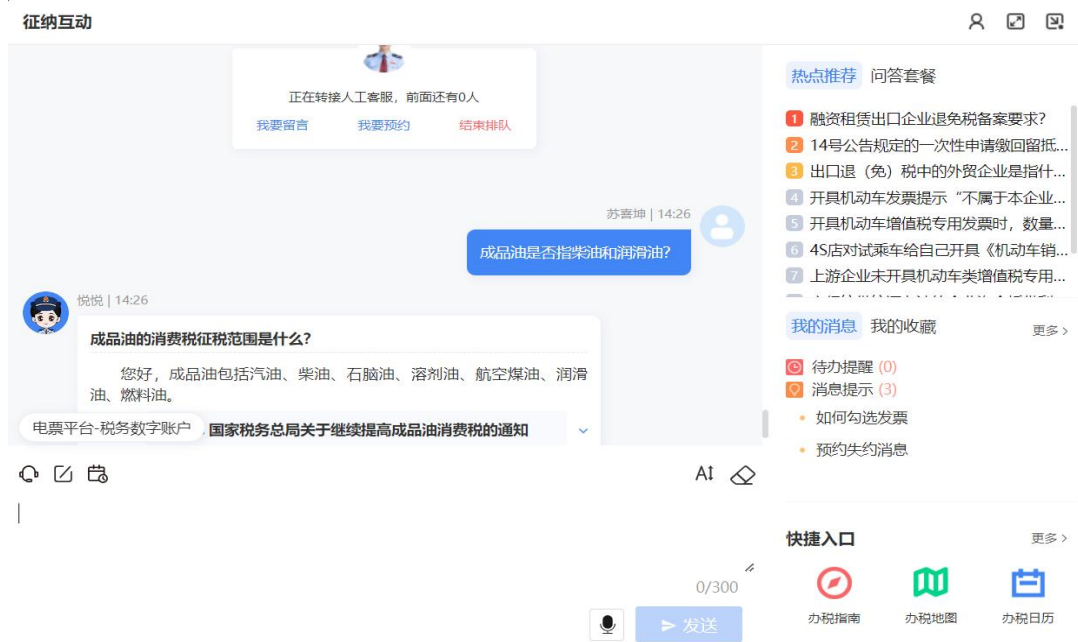 征纳互动
正在转接人工客服，前面还有0人
我要留言 我要预约 结束排队
苏喜坤 | 14:26
成品油是否指柴油和润滑油?
悦悦 | 14:26
成品油的消费税征税范围是什么?
您好，成品油包括汽油、柴油、石脑油、溶剂油、航空煤油、润滑
油、燃料油。
电票平台-税务数字账户
国家税务总局关于继续提高成品油消费税的通知
0/300
发送
热点推荐 问答套餐
1 融资租赁出口企业退免税备案要求?
2 14号公告规定的一次性申请缴回留抵...
3 出口退（免）税中的外贸企业是指什...
4 开具机动车发票提示“不属于本企业...
5 开具机动车增值税专用发票时，数量...
6 4S店对试乘车给自己开具《机动车销...
7 上游企业未开具机动车类增值税专用...
我的消息 我的收藏 更多 >
待办提醒 (0)
消息提示 (3)
• 如何勾选发票
• 预约失约消息
快捷入口 更多 >
办税指南 办税地图 办税日历